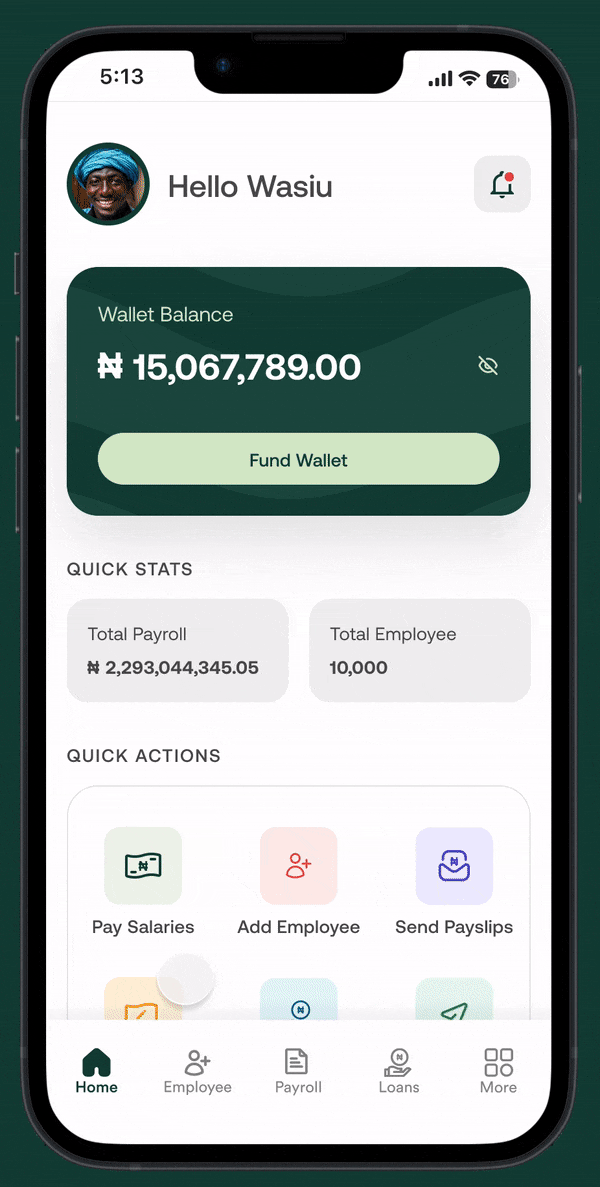 5:13
76
Hello Wasiu
Wallet Balance
₦ 15,067,789.00
Fund Wallet
QUICK STATS
Total Payroll
₦ 2,293,044,345.05
Total Employee
10,000
QUICK ACTIONS
₦
₦
Pay Salaries
Add Employee
Send Payslips
₦
₦
Home
Employee
Payroll
Loans
More